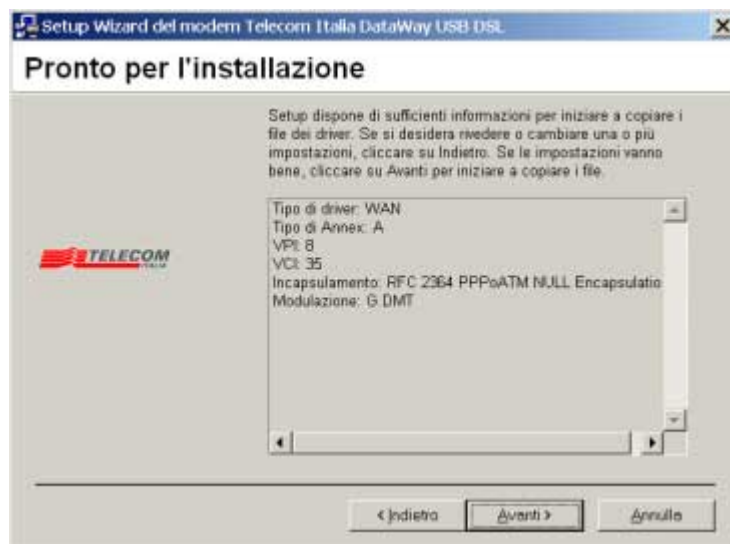 Setup Wizard del modem Telecom Italia DataWay USB DSL
Pronto per l'installazione
Setup dispone di sufficienti informazioni per iniziare a copiare i
file dei driver. Se si desidera rivedere o cambiare una o più
impostazioni, cliccare su Indietro. Se le impostazioni vanno
bene, cliccare su Avanti per iniziare a copiare i file.
Tipo di driver: WAN
Tipo di Annex: A
VPI: 8
VCI: 35
Incapsulamento: RFC 2364 PPPoATM NULL Encapsulatio
Modulazione: G DMT
TELECOM
ITALIA
< Indietro
Avanti >
Annulla